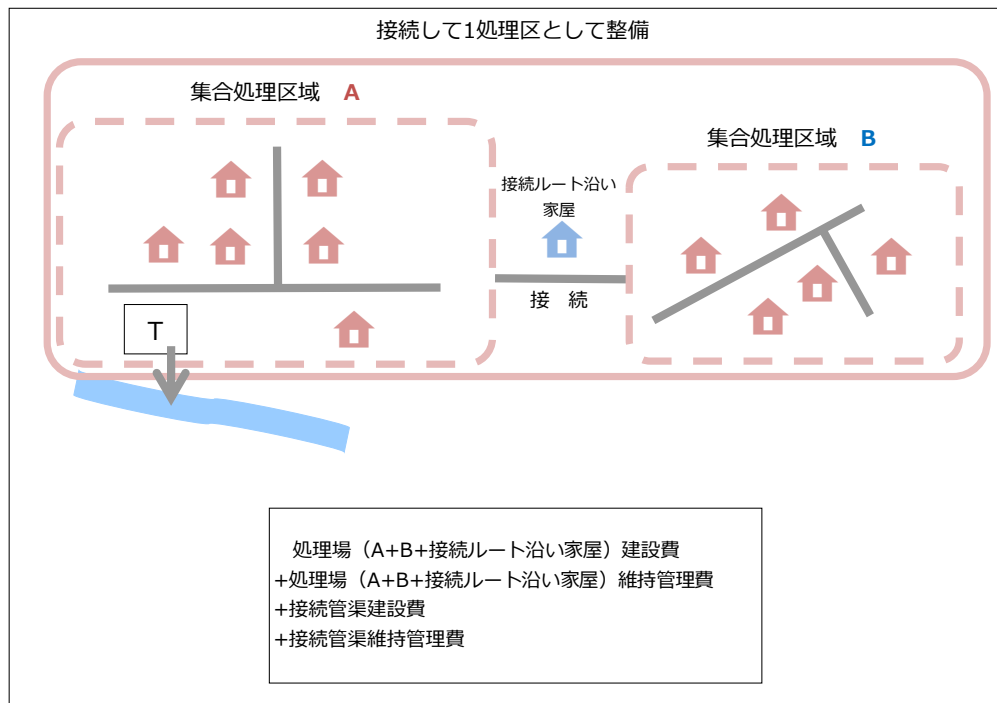 接続して1処理区として整備
集合処理区域 A
集合処理区域 B
接続ルート沿い
家屋
接 続
T
処理場（A+B+接続ルート沿い家屋）建設費
+処理場（A+B+接続ルート沿い家屋）維持管理費
+接続管渠建設費
+接続管渠維持管理費